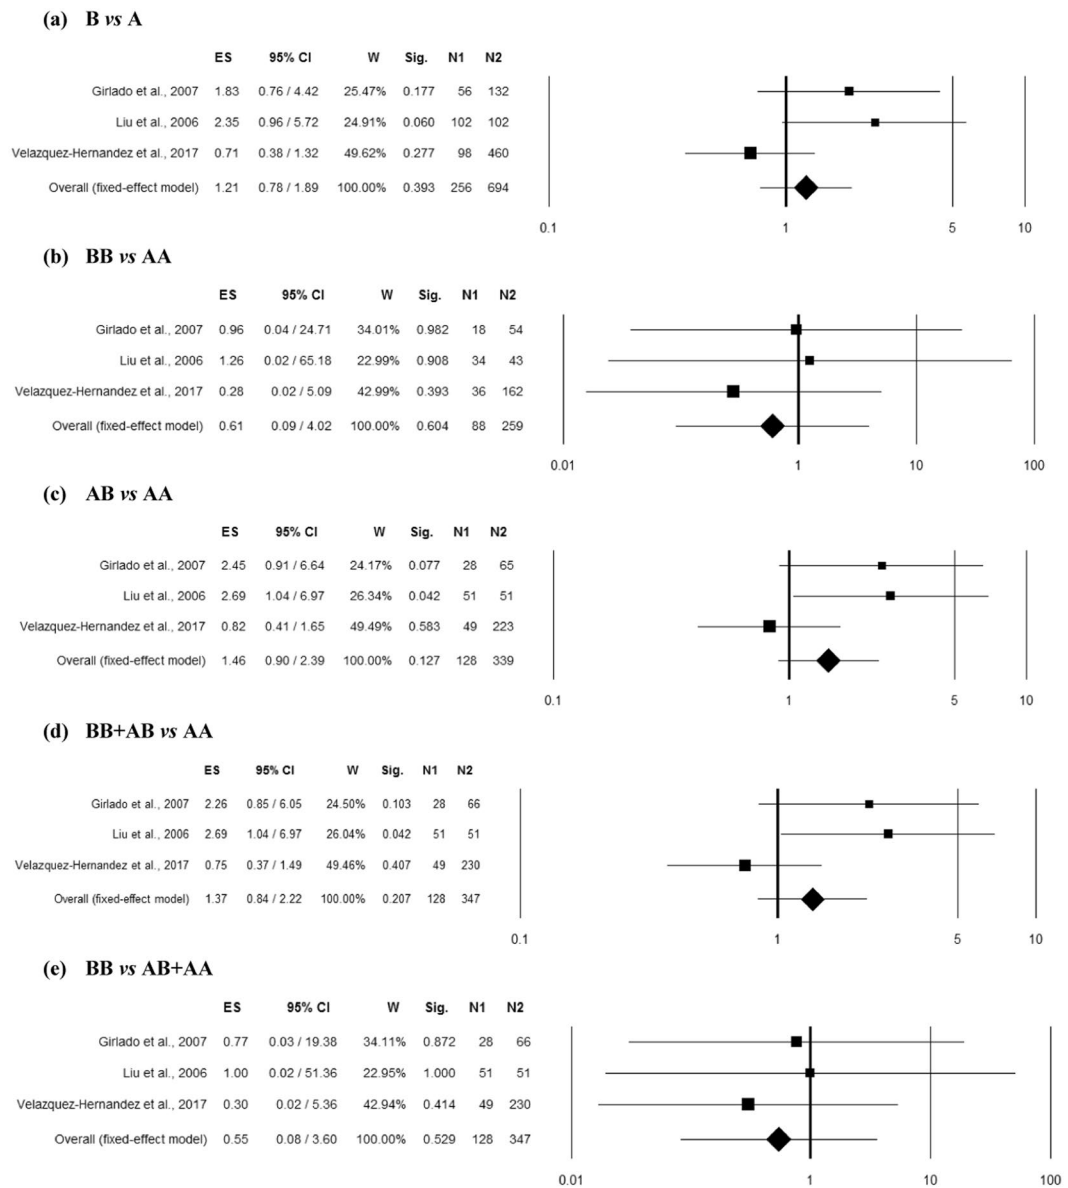 (a) B vs A
ES 95% CI W Sig. N1 N2
Girlado et al., 2007 1.83 0.76 / 4.42 25.47% 0.177 56 132
Liu et al., 2006 2.35 0.96 / 5.72 24.91% 0.060 102 102
Velazquez-Hernandez et al., 2017 0.71 0.38 / 1.32 49.62% 0.277 98 460
Overall (fixed-effect model) 1.21 0.78 / 1.89 100.00% 0.393 256 694
0.1 1 5 10
(b) BB vs AA
ES 95% CI W Sig. N1 N2
Girlado et al., 2007 0.96 0.04 / 24.71 34.01% 0.982 18 54
Liu et al., 2006 1.26 0.02 / 65.18 22.99% 0.908 34 43
Velazquez-Hernandez et al., 2017 0.28 0.02 / 5.09 42.99% 0.393 36 162
Overall (fixed-effect model) 0.61 0.09 / 4.02 100.00% 0.604 88 259
0.01 1 10 100
(c) AB vs AA
ES 95% CI W Sig. N1 N2
Girlado et al., 2007 2.45 0.91 / 6.64 24.17% 0.077 28 65
Liu et al., 2006 2.69 1.04 / 6.97 26.34% 0.042 51 51
Velazquez-Hernandez et al., 2017 0.82 0.41 / 1.65 49.49% 0.583 49 223
Overall (fixed-effect model) 1.46 0.90 / 2.39 100.00% 0.127 128 339
0.1 1 5 10
(d) BB+AB vs AA
ES 95% CI W Sig. N1 N2
Girlado et al., 2007 2.26 0.85 / 6.05 24.50% 0.103 28 66
Liu et al., 2006 2.69 1.04 / 6.97 26.04% 0.042 51 51
Velazquez-Hernandez et al., 2017 0.75 0.37 / 1.49 49.46% 0.407 49 230
Overall (fixed-effect model) 1.37 0.84 / 2.22 100.00% 0.207 128 347
0.1 1 5 10
(e) BB vs AB+AA
ES 95% CI W Sig. N1 N2
Girlado et al., 2007 0.77 0.03 / 19.38 34.11% 0.872 28 66
Liu et al., 2006 1.00 0.02 / 51.36 22.95% 1.000 51 51
Velazquez-Hernandez et al., 2017 0.30 0.02 / 5.36 42.94% 0.414 49 230
Overall (fixed-effect model) 0.55 0.08 / 3.60 100.00% 0.529 128 347
0.01 1 10 100